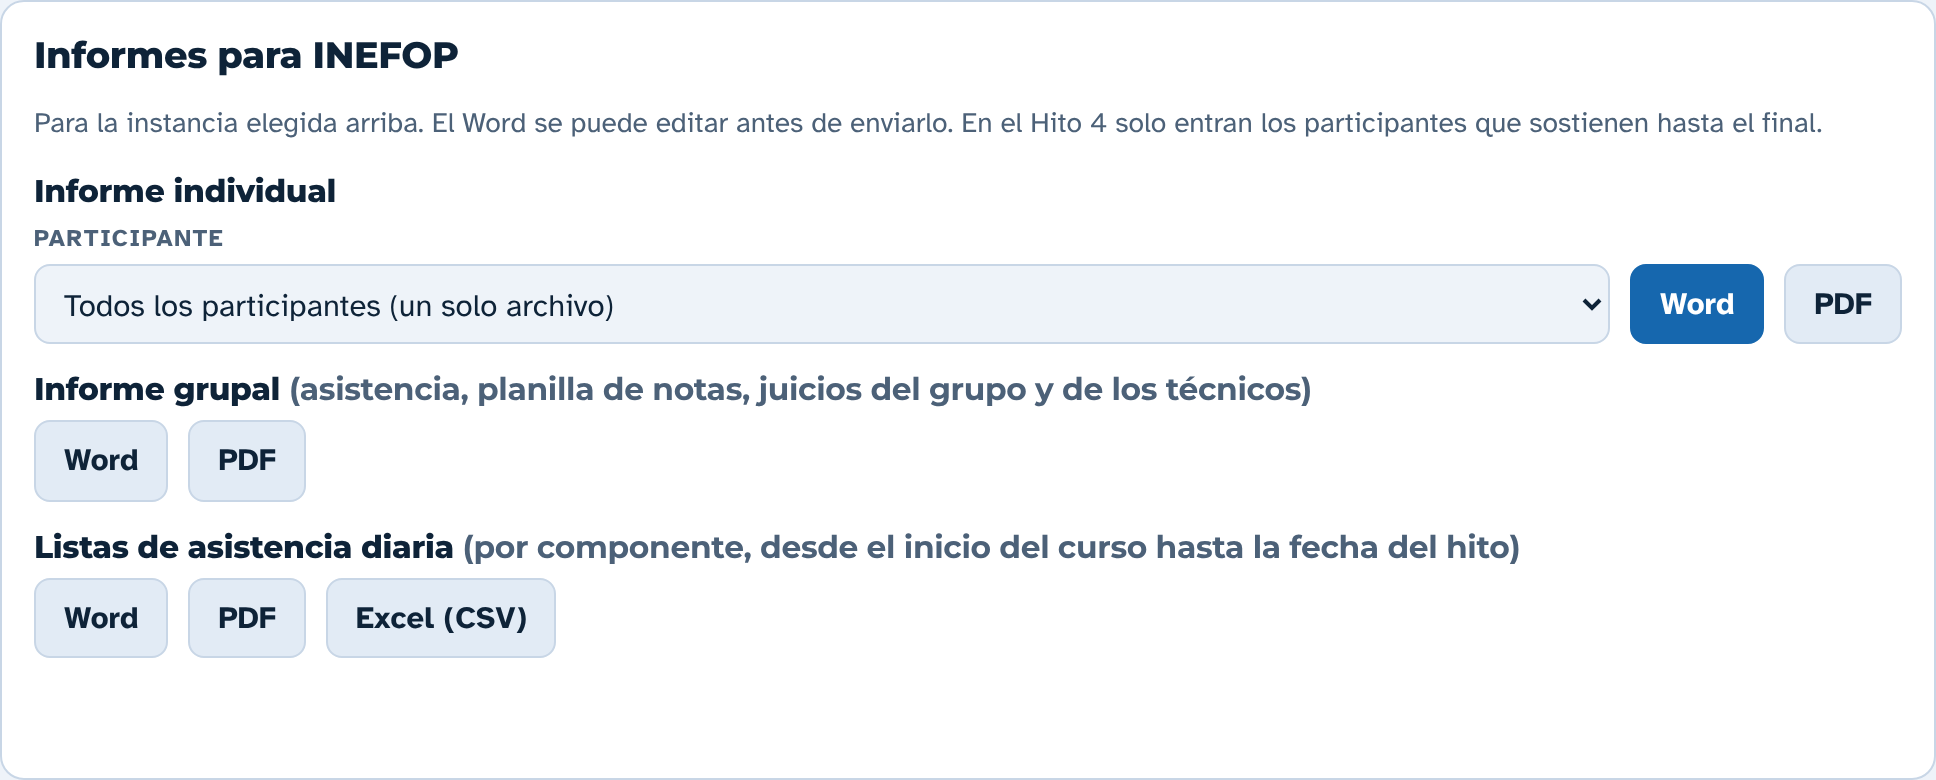 Informes para INEFOP
Para la instancia elegida arriba. El Word se puede editar antes de enviarlo. En el Hito 4 solo entran los participantes que sostienen hasta el final.
Informe individual
PARTICIPANTE
Todos los participantes (un solo archivo)
Word
PDF
Informe grupal (asistencia, planilla de notas, juicios del grupo y de los técnicos)
Word
PDF
Listas de asistencia diaria (por componente, desde el inicio del curso hasta la fecha del hito)
Word
PDF
Excel (CSV)